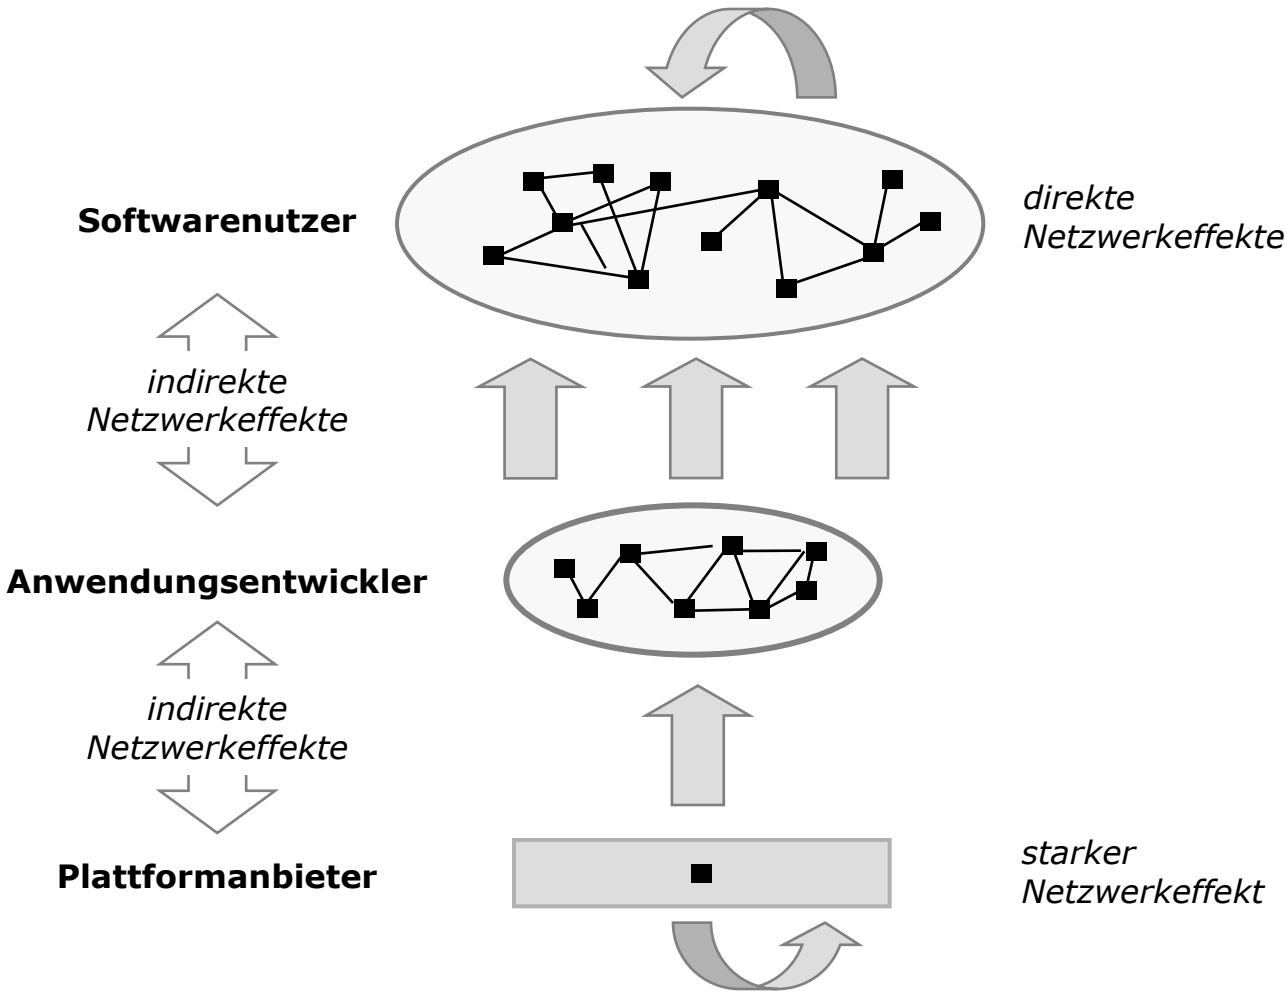 Softwarenutzer
direkte
Netzwerkeffekte
indirekte
Netzwerkeffekte
Anwendungsentwickler
indirekte
Netzwerkeffekte
Plattformanbieter
starker
Netzwerkeffekt